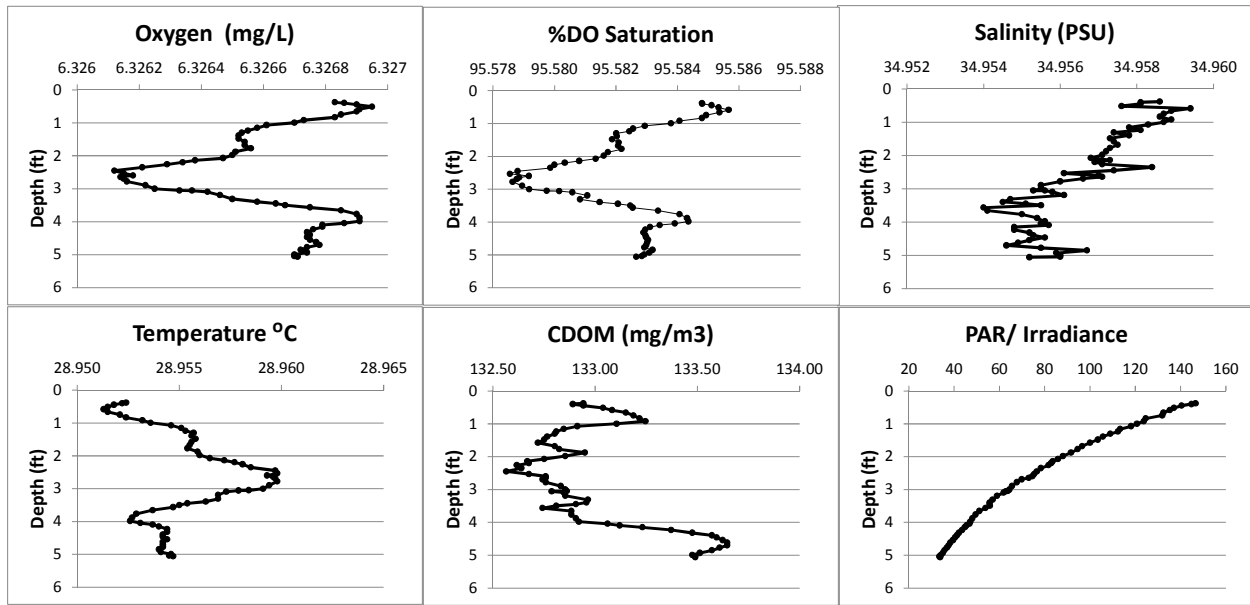 Oxygen (mg/L)
6.326 6.3262 6.3264 6.3266 6.3268 6.327
Depth (ft)
0
1
2
3
4
5
6
%DO Saturation
95.578 95.580 95.582 95.584 95.586 95.588
Depth (ft)
0
1
2
3
4
5
6
Salinity (PSU)
34.952 34.954 34.956 34.958 34.960
Depth (ft)
0
1
2
3
4
5
6
Temperature ⁰C
28.950 28.955 28.960 28.965
Depth (ft)
0
1
2
3
4
5
6
CDOM (mg/m3)
132.50 133.00 133.50 134.00
Depth (ft)
0
1
2
3
4
5
6
PAR/ Irradiance
20 40 60 80 100 120 140 160
Depth (ft)
0
1
2
3
4
5
6